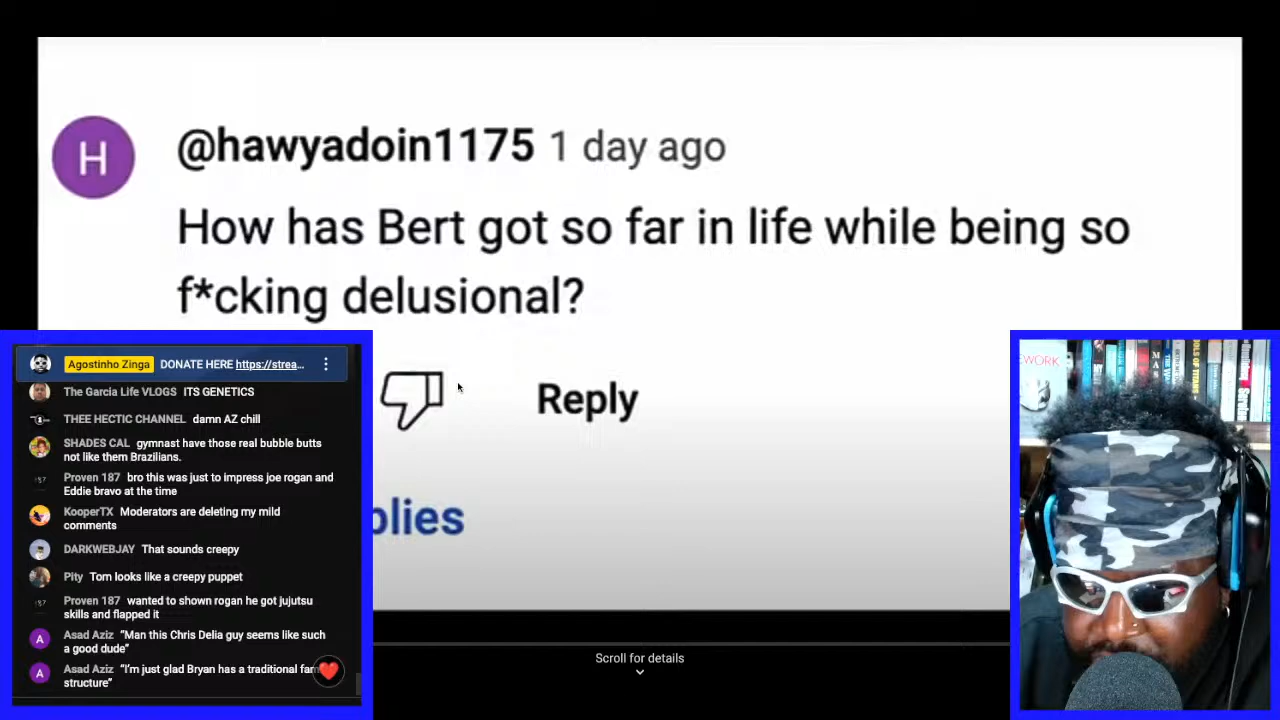 H
@hawyadoin1175 1 day ago
How has Bert got so far in life while being so
f*cking delusional?
Reply
plies
Agostinho Zinga DONATE HERE https://strea...
The Garcia Life VLOGS ITS GENETICS
THEE HECTIC CHANNEL damn AZ chill
SHADES CAL gymnast have those real bubble butts
not like them Brazilians.
Proven 187 bro this was just to impress joe rogan and
Eddie bravo at the time
KooperTX Moderators are deleting my mild
comments
DARKWEBJAY That sounds creepy
Pity Tom looks like a creepy puppet
Proven 187 wanted to shown rogan he got jujutsu
skills and flapped it
A Asad Aziz “Man this Chris Delia guy seems like such
a good dude”
A Asad Aziz “I'm just glad Bryan has a traditional fam
structure”
Scroll for details
WORK